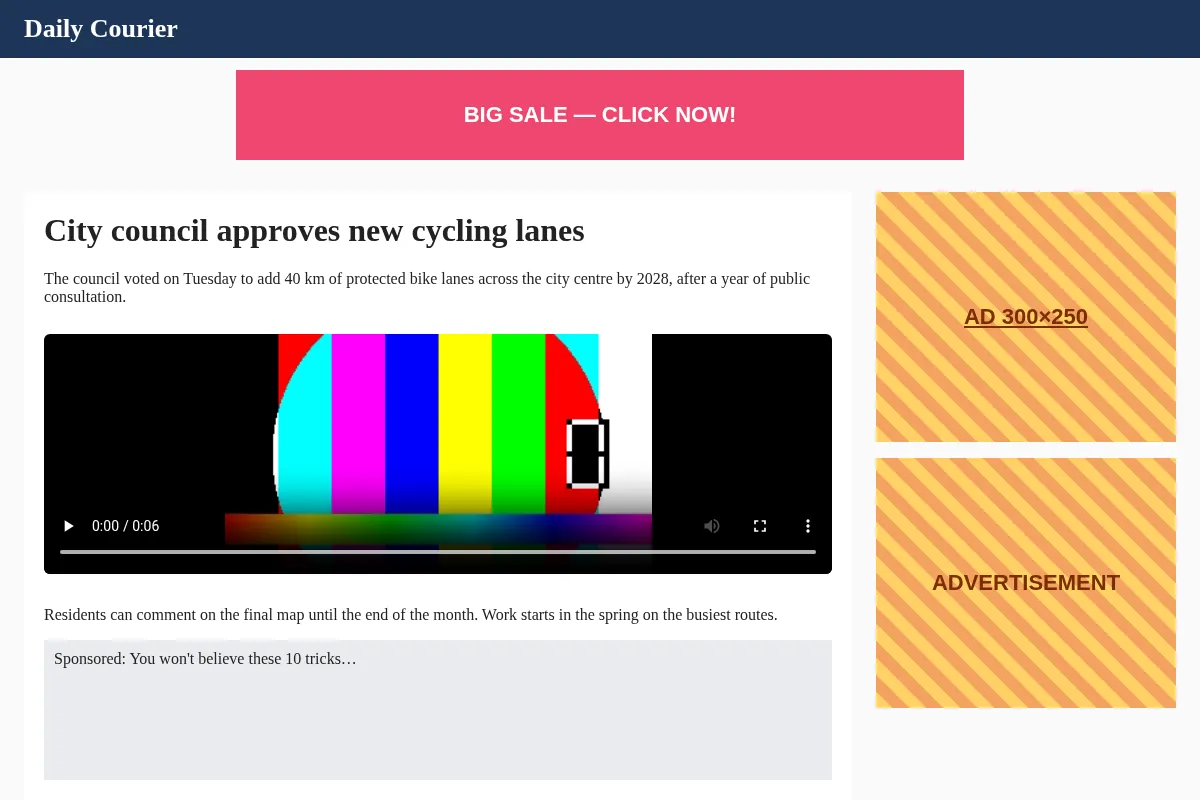 Daily Courier
BIG SALE — CLICK NOW!
City council approves new cycling lanes
The council voted on Tuesday to add 40 km of protected bike lanes across the city centre by 2028, after a year of public
consultation.
AD 300×250
0:00 / 0:06
ADVERTISEMENT
Residents can comment on the final map until the end of the month. Work starts in the spring on the busiest routes.
Sponsored: You won't believe these 10 tricks…